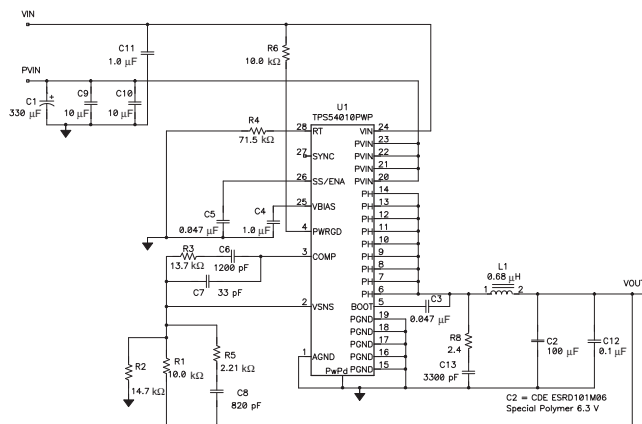 VIN
C11
1.0 μF
R6
10.0 kΩ
PVIN
C1
330 μF
+
C9
10 μF
C10
10 μF
U1
TPS54010PWP
R4
71.5 kΩ
28
RT
VIN
24
PVIN
23
27
SYNC
PVIN
22
PVIN
21
26
SS/ENA
PVIN
20
PH
14
25
VBIAS
PH
13
C5
0.047 μF
C4
1.0 μF
PH
12
4
PWRGD
PH
11
PH
10
R3
13.7 kΩ
C6
1200 pF
3
COMP
PH
9
PH
8
C7
33 pF
PH
7
PH
6
L1
0.68 μH
1
2
VOUT
2
VSNS
BOOT
5
C3
0.047 μF
PGND
19
PGND
18
PGND
17
1
AGND
PGND
16
PwPd
PGND
15
R8
2.4
C13
3300 pF
C2
100 μF
C12
0.1 μF
R2
14.7 kΩ
R1
10.0 kΩ
R5
2.21 kΩ
C8
820 pF
C2 = CDE ESRD101M06
Special Polymer 6.3 V